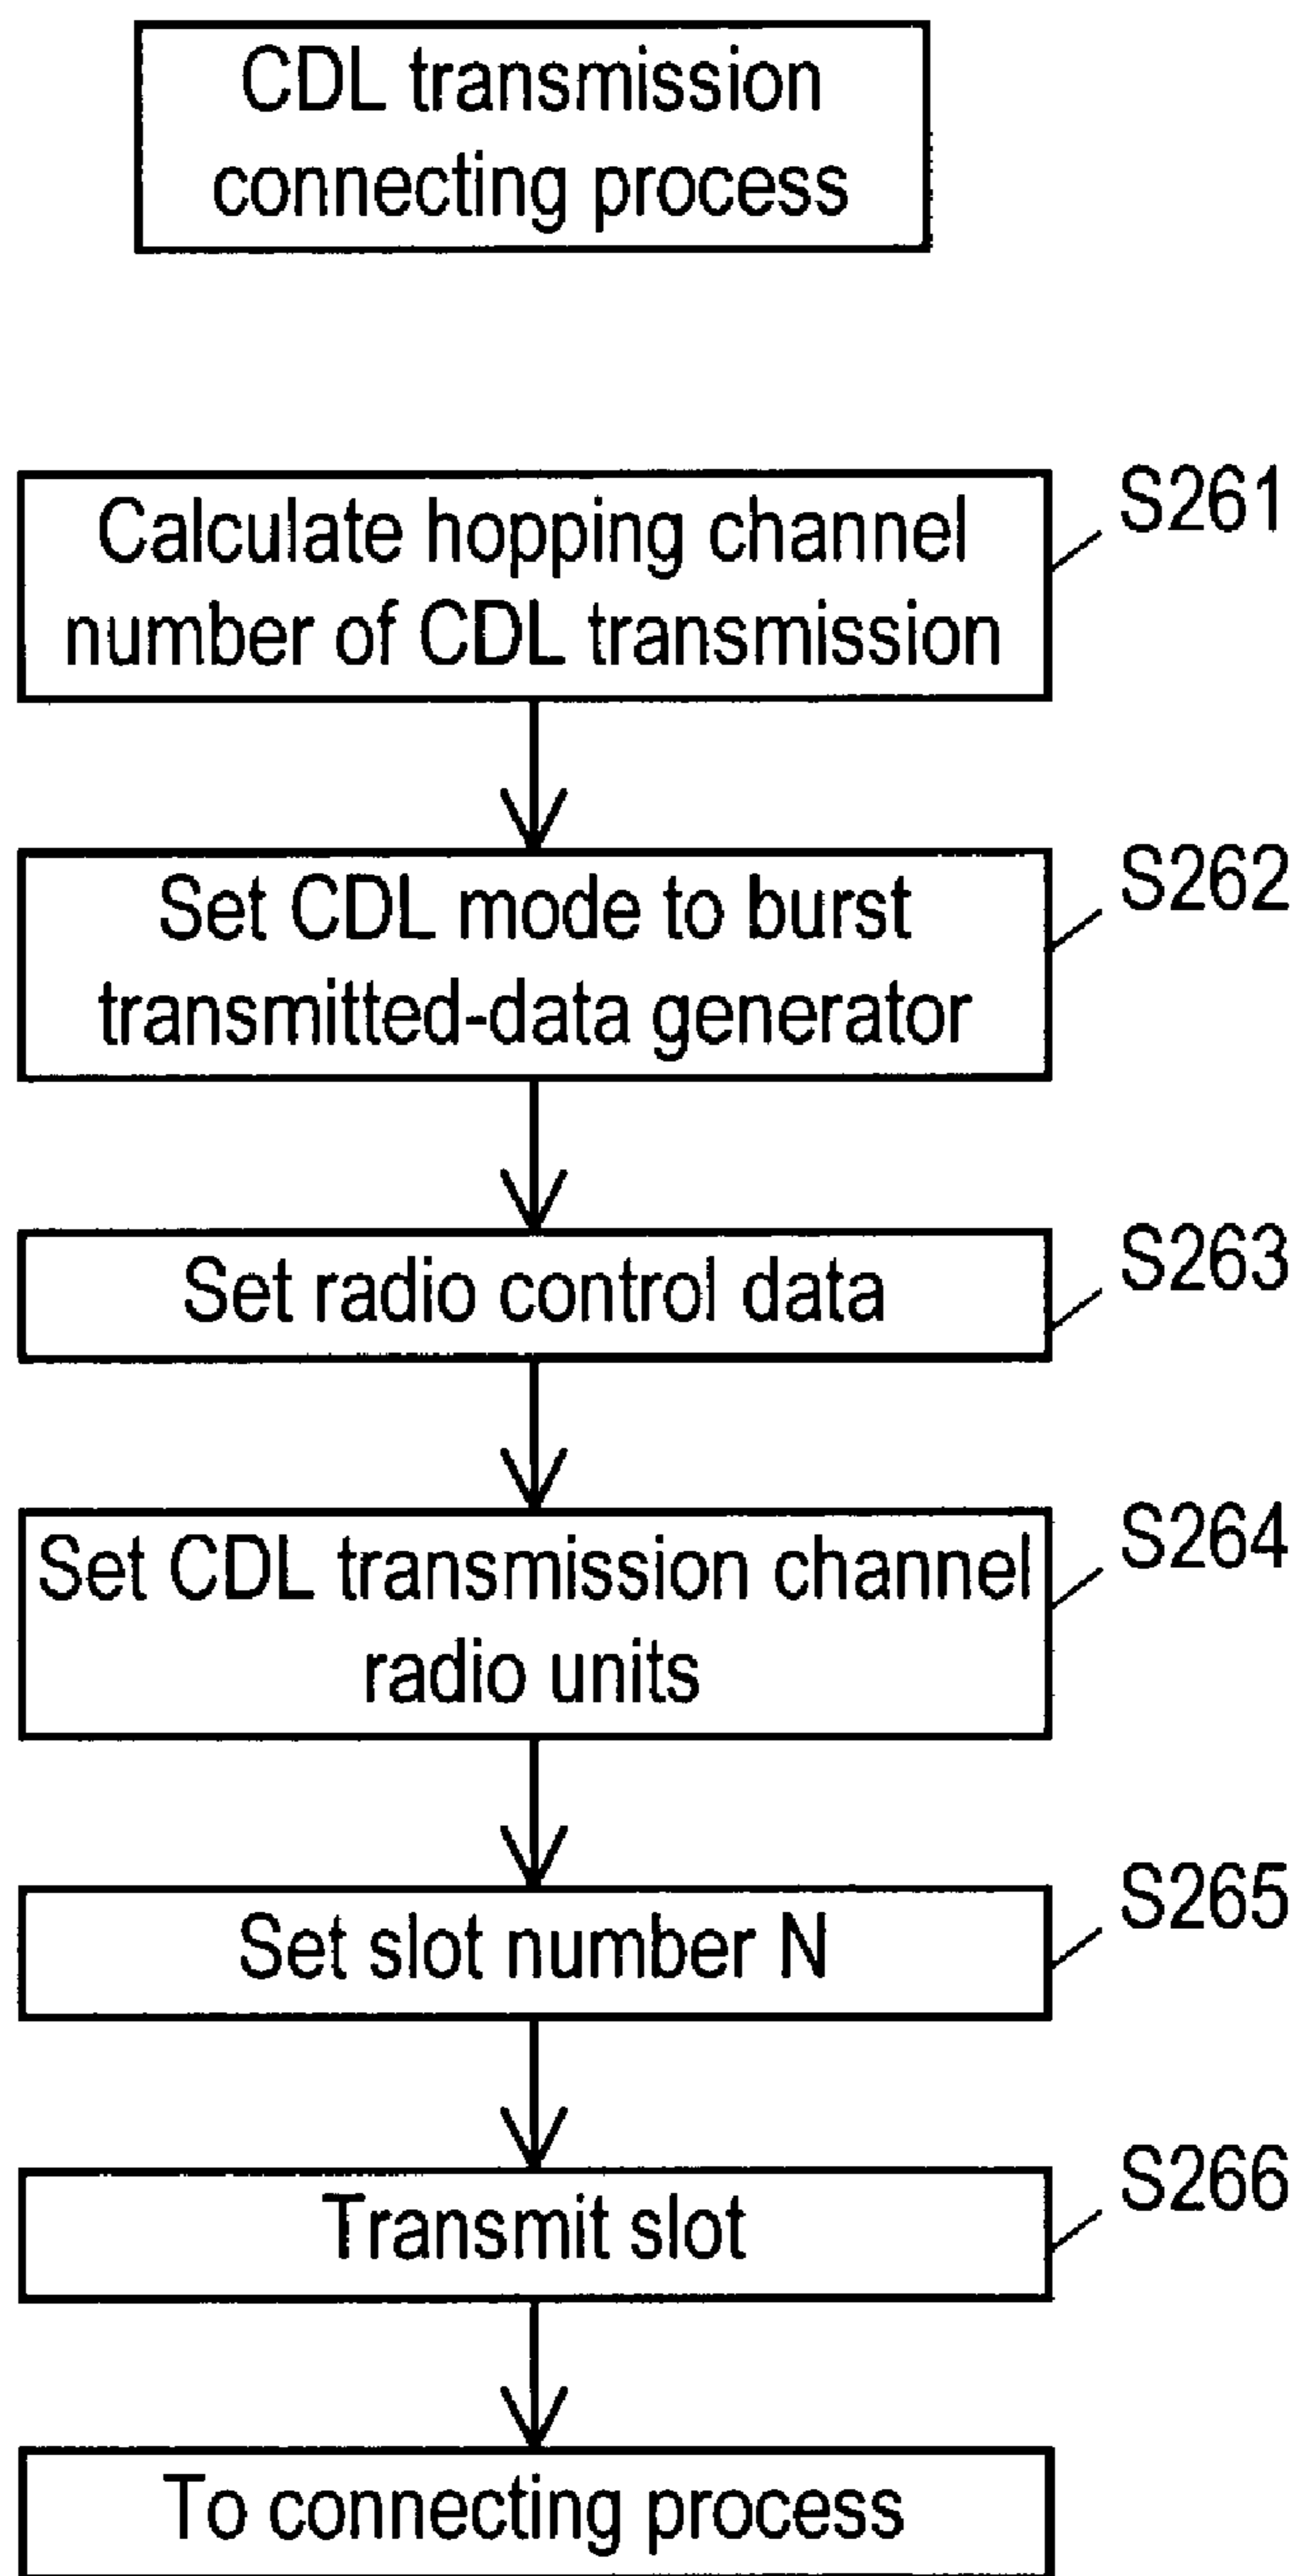 CDL transmission
connecting process
Calculate hopping channel
number of CDL transmission
S261
Set CDL mode to burst
transmitted-data generator
S262
Set radio control data
S263
Set CDL transmission channel
radio units
S264
Set slot number N
S265
Transmit slot
S266
To connecting process